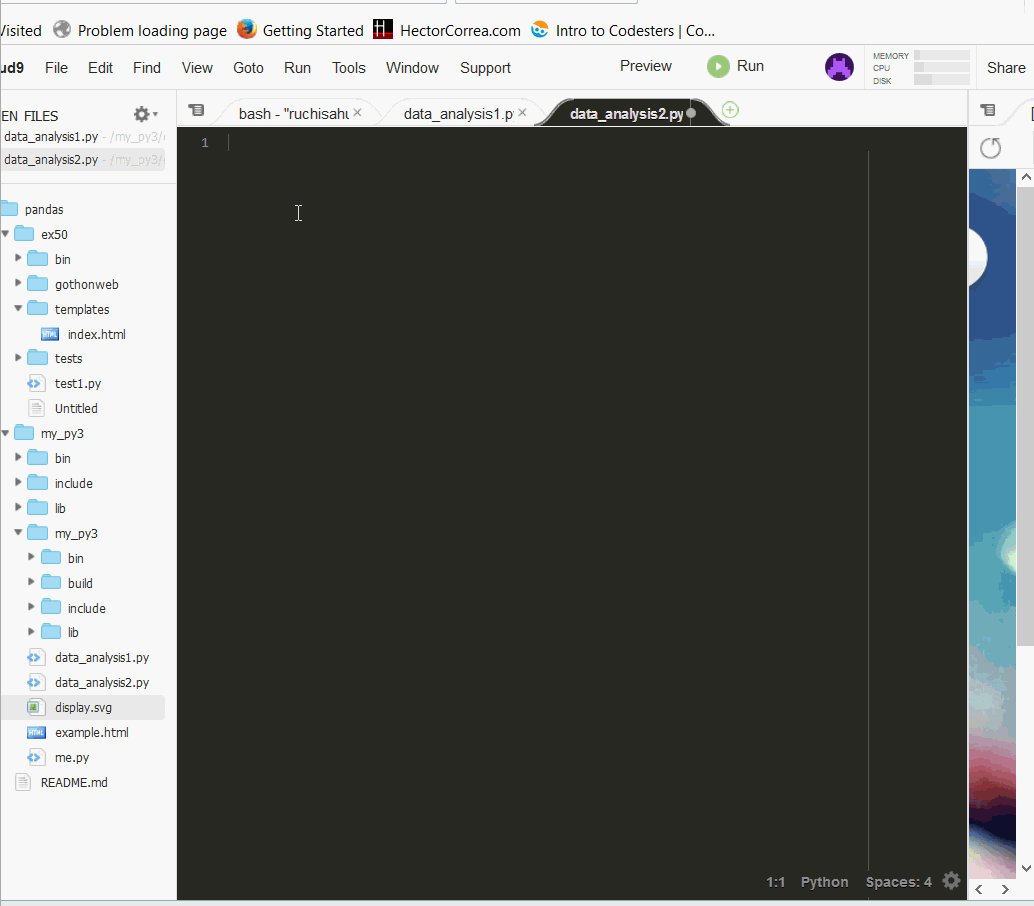 Visited Problem loading page Getting Started HectorCorrea.com Intro to Codesters | Co...
ud9 File Edit Find View Goto Run Tools Window Support Preview Run MEMORY CPU DISK Share
EN FILES
data_analysis1.py - /my_py3/
data_analysis2.py - /my_py3/
bash - "ruchisahu data_analysis1.p data_analysis2.py
1
pandas
ex50
bin
gothonweb
templates
index.html
tests
test1.py
Untitled
my_py3
bin
include
lib
my_py3
bin
build
include
lib
data_analysis1.py
data_analysis2.py
display.svg
example.html
me.py
README.md
1:1 Python Spaces: 4